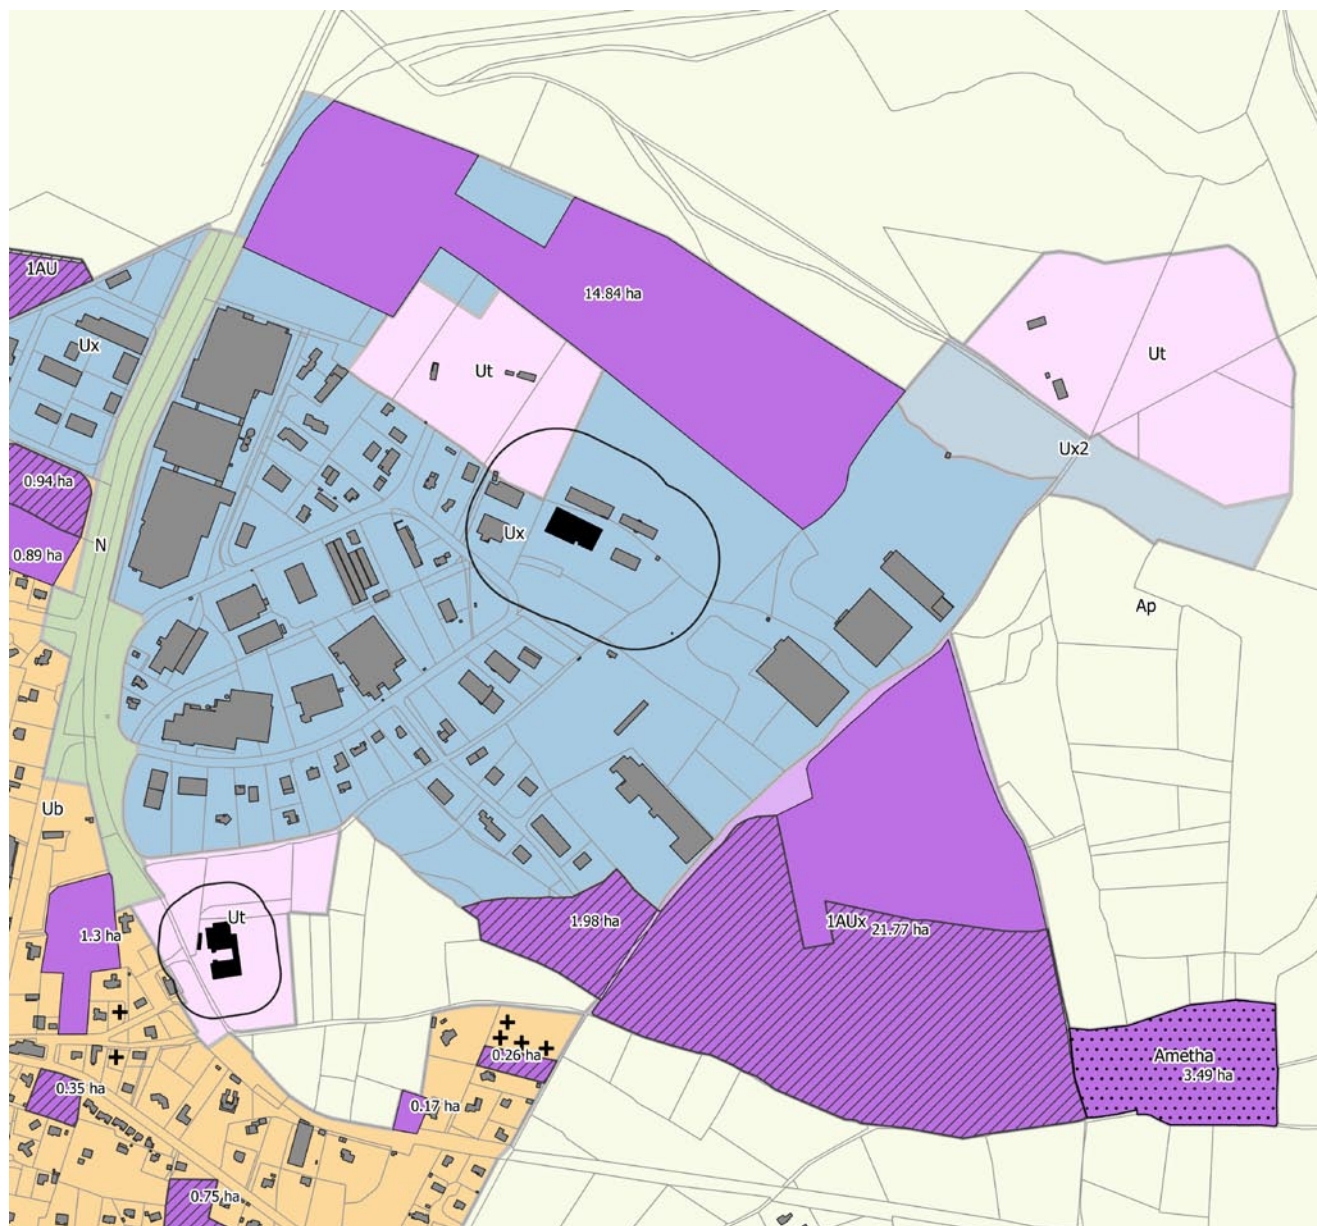 1AU
14.84 ha
Ux
Ut
Ut
Ux2
0.94 ha
Ux
N
0.89 ha
Ap
Ub
1.3 ha
Ut
1.98 ha
1AUx
21.77 ha
0.26 ha
Ametha
3.49 ha
0.35 ha
0.17 ha
0.75 ha